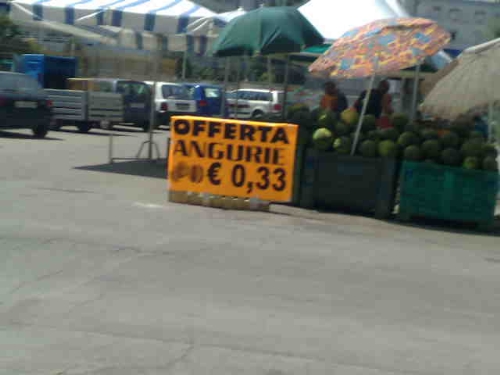 OFFERTA
ANGURIE
€ 0,33